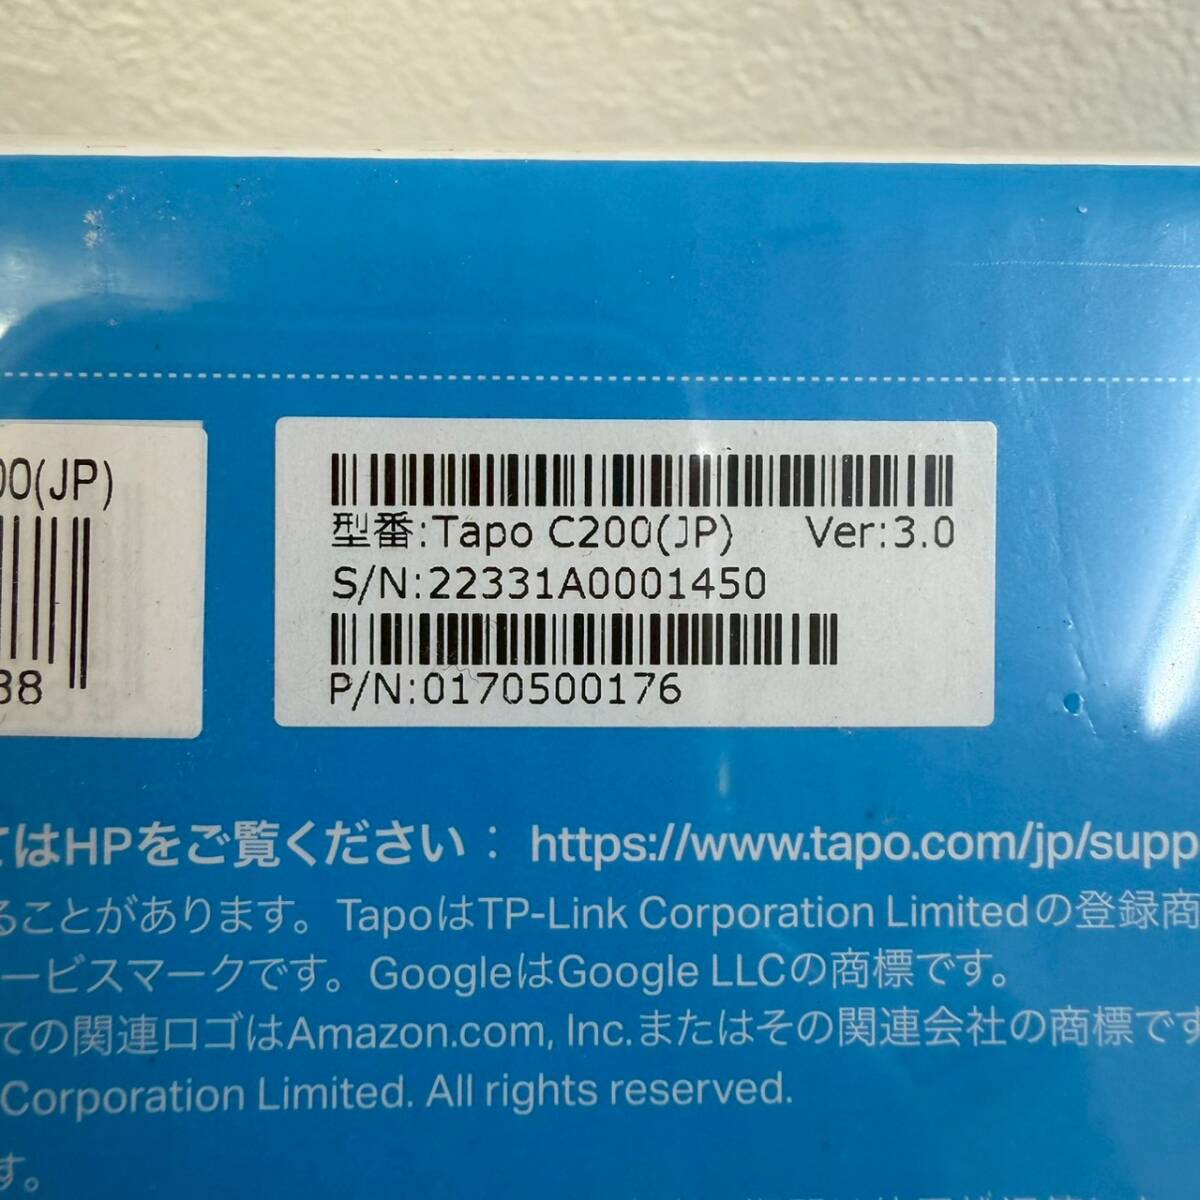 00(JP)
38
型番:Tapo C200(JP) Ver:3.0
S/N:22331A0001450
P/N:0170500176
てはHPをご覧ください： https://www.tapo.com/jp/supp
ることがあります。TapoはTP-Link Corporation Limitedの登録商
ービスマークです。GoogleはGoogle LLCの商標です。
ての関連ロゴはAmazon.com, Inc.またはその関連会社の商標です
Corporation Limited. All rights reserved.
す。